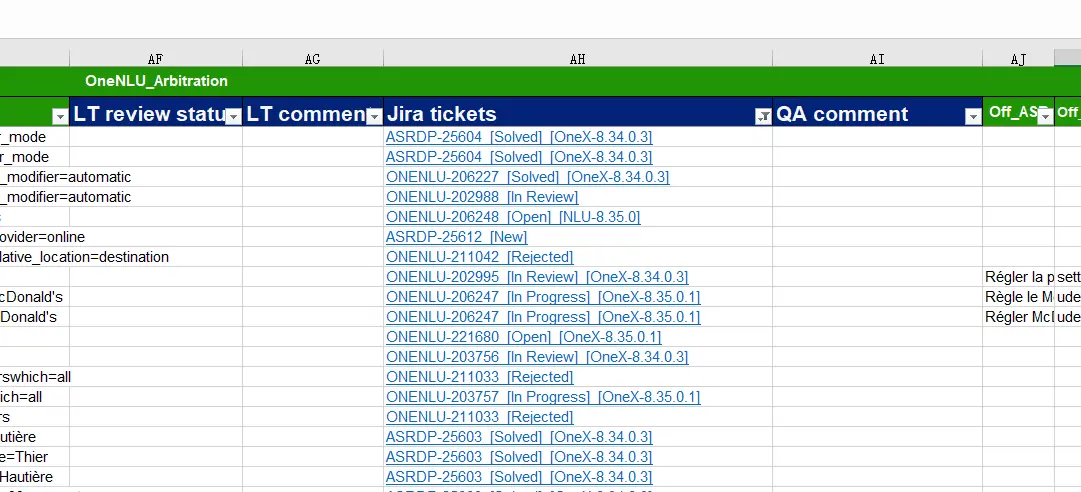 AF AG AH AI AJ
OneNLU_Arbitration
LT review statu LT commen Jira tickets QA comment Off_AS Off_
r_mode ASRDP-25604 [Solved] [OneX-8.34.0.3]
r_mode ASRDP-25604 [Solved] [OneX-8.34.0.3]
_modifier=automatic ONENLU-206227 [Solved] [OneX-8.34.0.3]
_modifier=automatic ONENLU-202988 [In Review]
ONENLU-206248 [Open] [NLU-8.35.0]
ovider=online ASRDP-25612 [New]
lative_location=destination ONENLU-211042 [Rejected]
ONENLU-202995 [In Review] [OneX-8.34.0.3] Régler la p sett
cDonald's ONENLU-206247 [In Progress] [OneX-8.35.0.1] Règle le M ude
Donald's ONENLU-206247 [In Progress] [OneX-8.35.0.1] Régler McD ude
ONENLU-221680 [Open] [OneX-8.35.0.1]
ONENLU-203756 [In Review] [OneX-8.34.0.3]
rswhich=all ONENLU-211033 [Rejected]
ich=all ONENLU-203757 [In Progress] [OneX-8.35.0.1]
rs ONENLU-211033 [Rejected]
utière ASRDP-25603 [Solved] [OneX-8.34.0.3]
e=Thier ASRDP-25603 [Solved] [OneX-8.34.0.3]
Hautière ASRDP-25603 [Solved] [OneX-8.34.0.3]